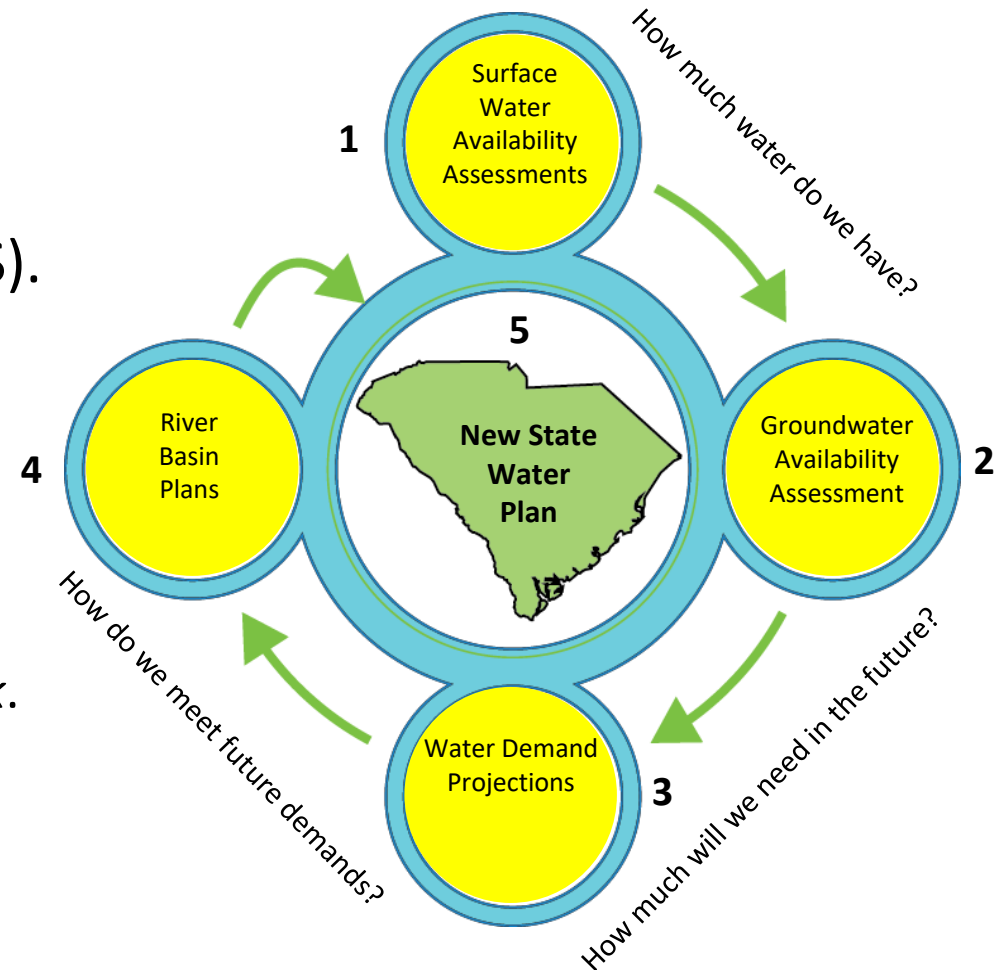 1
Surface
Water
Availability
Assessments
How much water do we have?
S).
5
New State
Water
Plan
4
River
Basin
Plans
Groundwater
Availability
Assessment
2
How do we meet future demands?
How much will we need in the future?
Water Demand
Projections
3